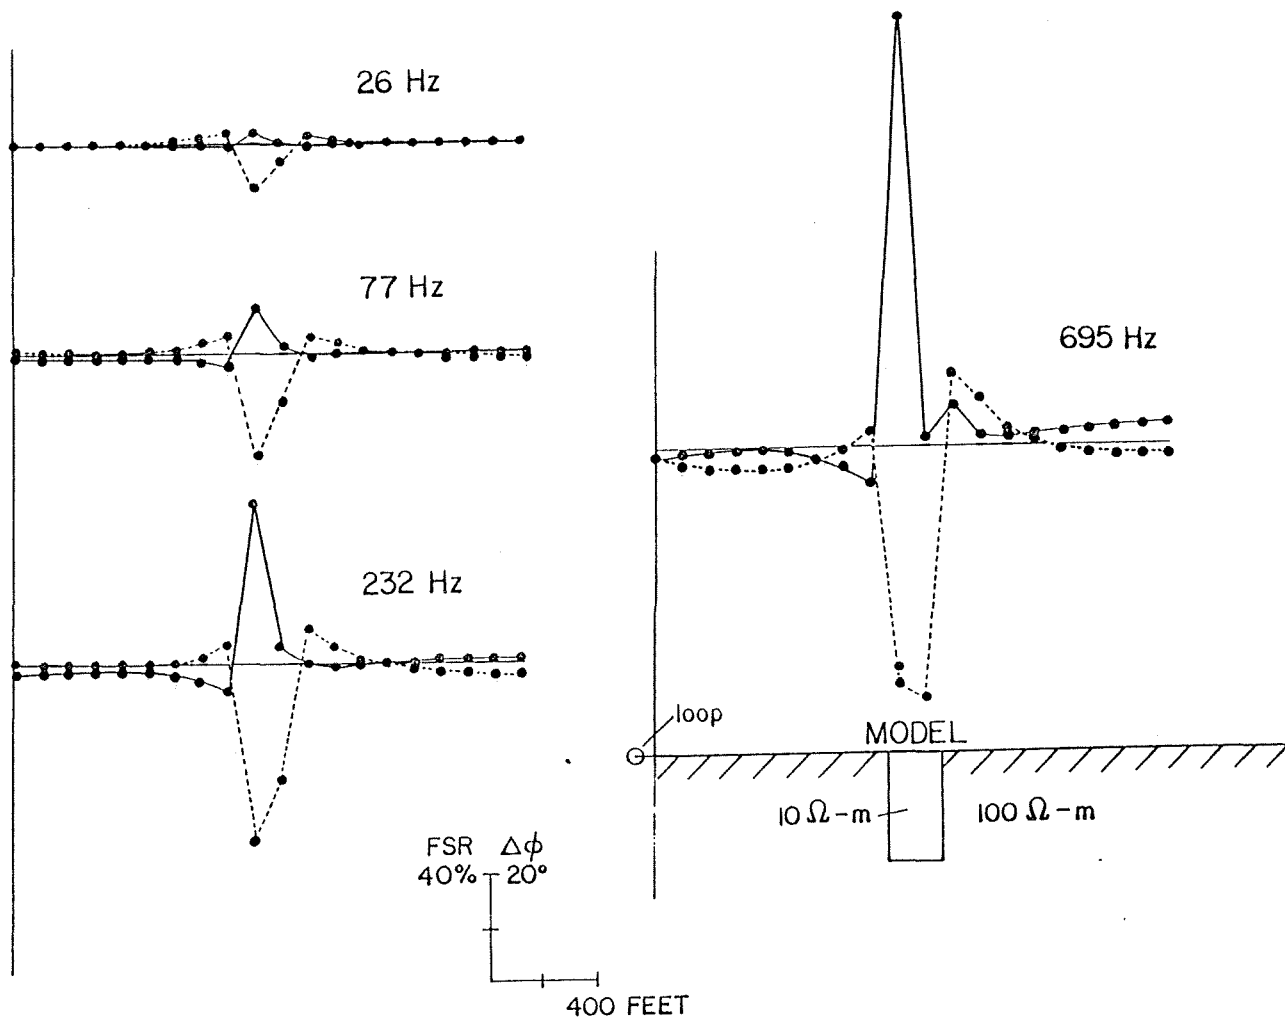 26 Hz
77 Hz
695 Hz
232 Hz
loop
MODEL
10 Ω-m
100 Ω-m
FSR Δϕ
40% 20°
400 FEET